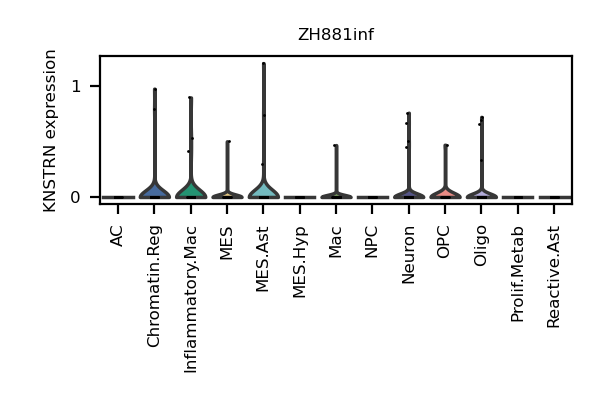 ZH881inf
KNSTRN expression
1
0
AC
Chromatin.Reg
Inflammatory.Mac
MES
MES.Ast
MES.Hyp
Mac
NPC
Neuron
OPC
Oligo
Prolif.Metab
Reactive.Ast